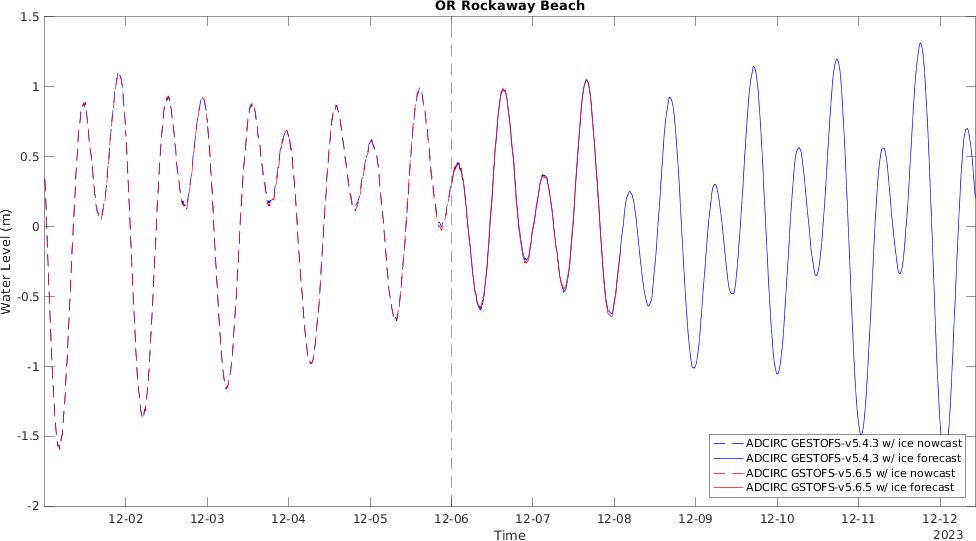 OR Rockaway Beach
1.5
1
0.5
0
-0.5
-1
-1.5
-2
Water Level (m)
ADCIRC GESTOFS-v5.4.3 w/ ice nowcast
ADCIRC GESTOFS-v5.4.3 w/ ice forecast
ADCIRC GSTOFS-v5.6.5 w/ ice nowcast
ADCIRC GSTOFS-v5.6.5 w/ ice forecast
12-02 12-03 12-04 12-05 12-06 12-07 12-08 12-09 12-10 12-11 12-12
Time
2023